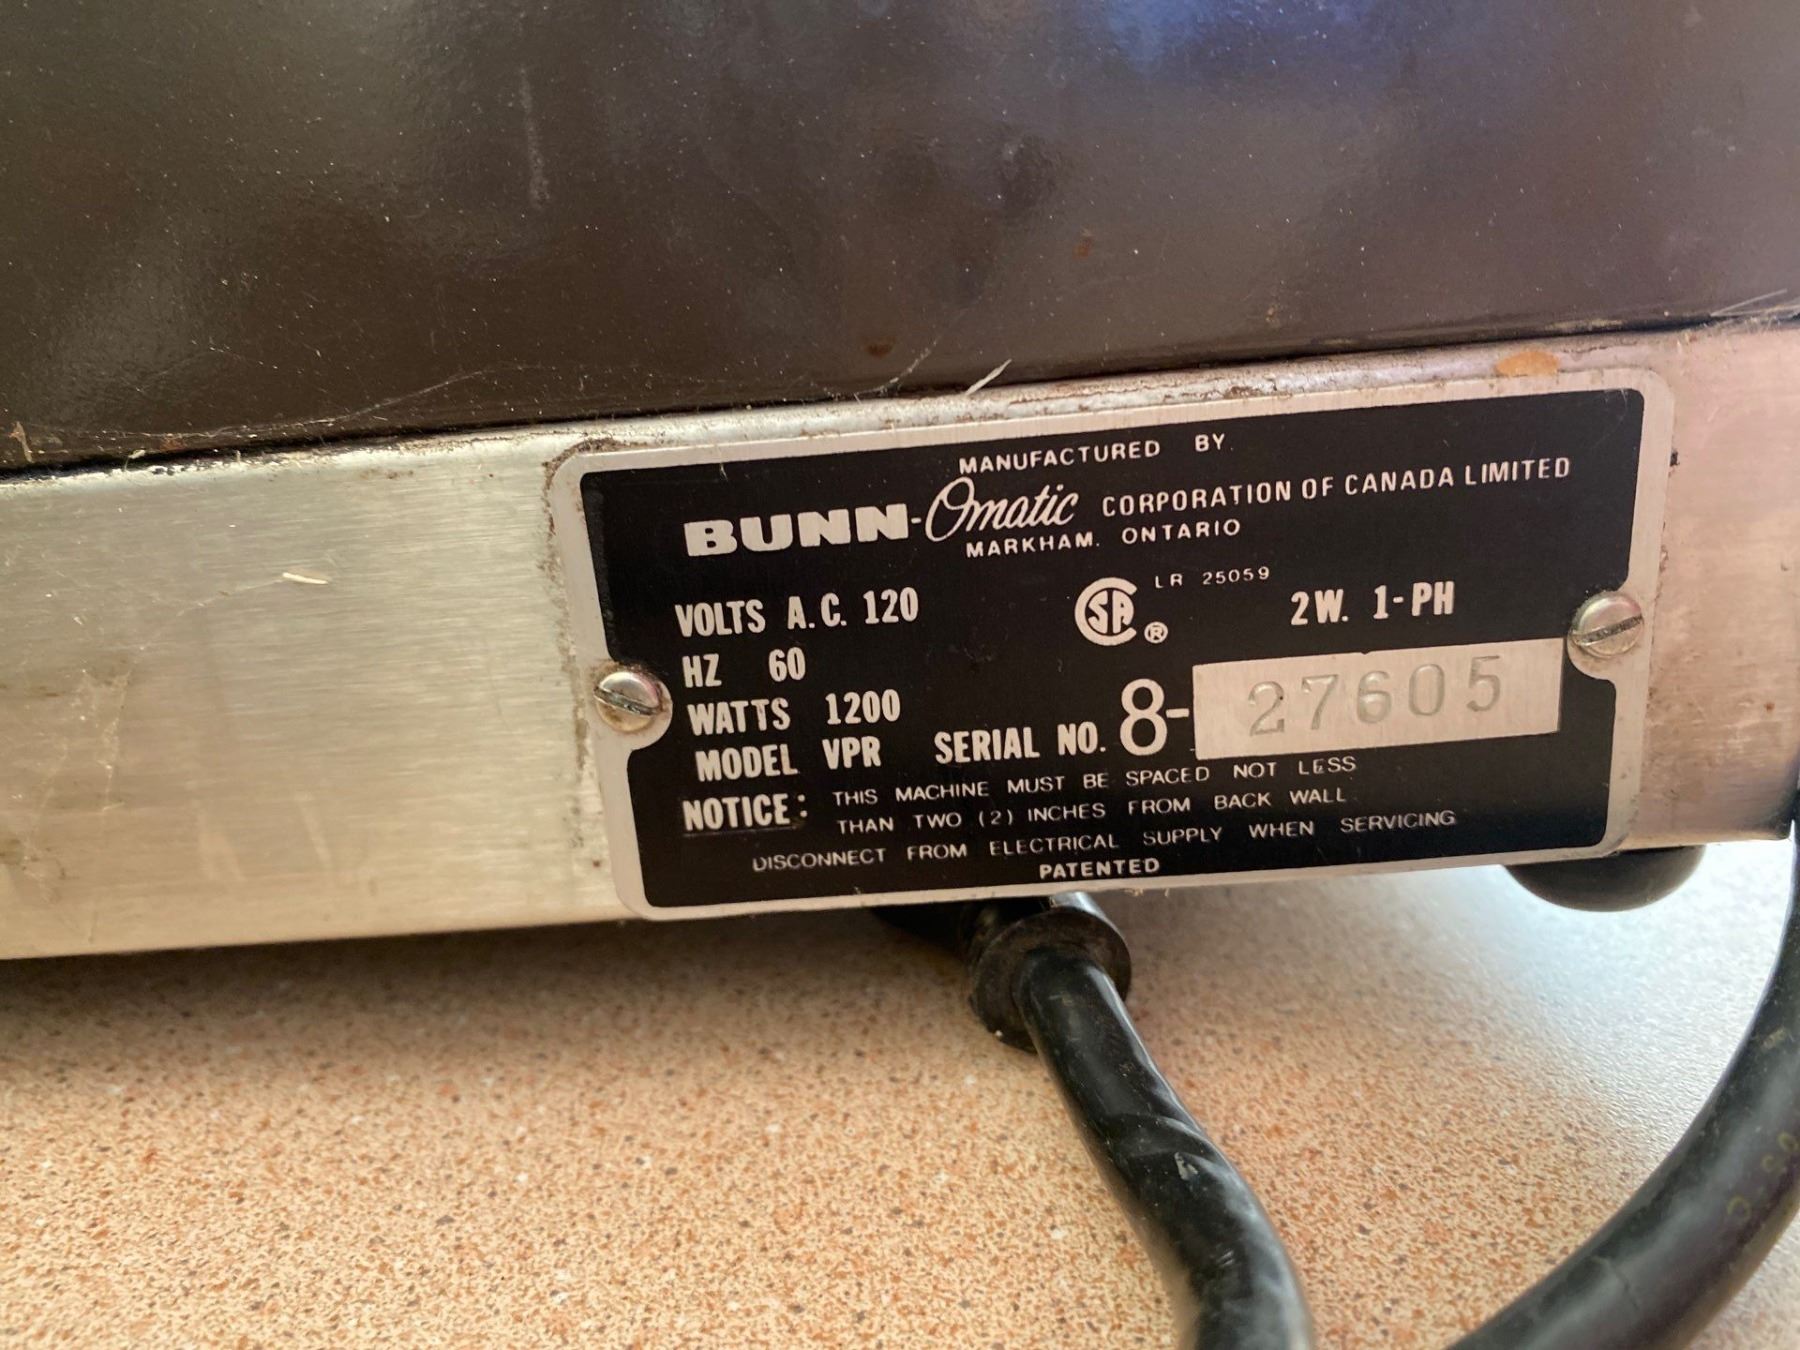 MANUFACTURED BY
BUNN-Omatic CORPORATION OF CANADA LIMITED
MARKHAM, ONTARIO
VOLTS A.C. 120
CSA ® LR 25059
2W. 1-PH
HZ 60
WATTS 1200
MODEL VPR
SERIAL NO. 8-27605
NOTICE: THIS MACHINE MUST BE SPACED NOT LESS
THAN TWO (2) INCHES FROM BACK WALL
DISCONNECT FROM ELECTRICAL SUPPLY WHEN SERVICING
PATENTED